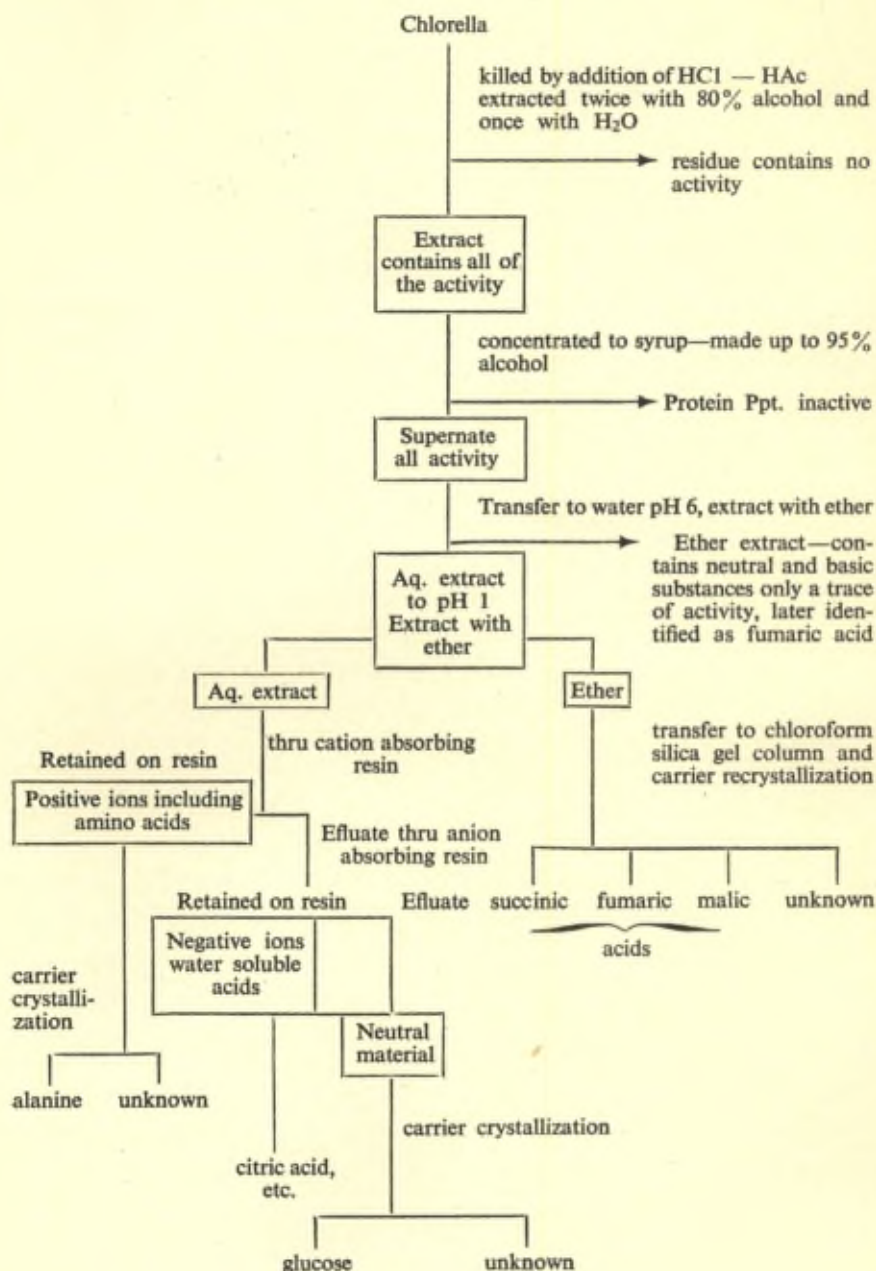 Chlorella
killed by addition of HCl — HAc
extracted twice with 80% alcohol and
once with H₂O
residue contains no
activity
Extract
contains all of
the activity
concentrated to syrup—made up to 95%
alcohol
Protein Ppt. inactive
Supernate
all activity
Transfer to water pH 6, extract with ether
Ether extract—con-
tains neutral and basic
substances only a trace
of activity, later iden-
tified as fumaric acid
Aq. extract
to pH 1
Extract with
ether
Aq. extract
Ether
thru cation absorbing
resin
transfer to chloroform
silica gel column and
carrier recrystallization
Retained on resin
Positive ions including
amino acids
Efluate thru anion
absorbing resin
Retained on resin
Efluate
succinic
fumaric
malic
unknown
acids
Negative ions
water soluble
acids
carrier
crystalli-
zation
Neutral
material
alanine
unknown
carrier crystallization
citric acid,
etc.
glucose
unknown